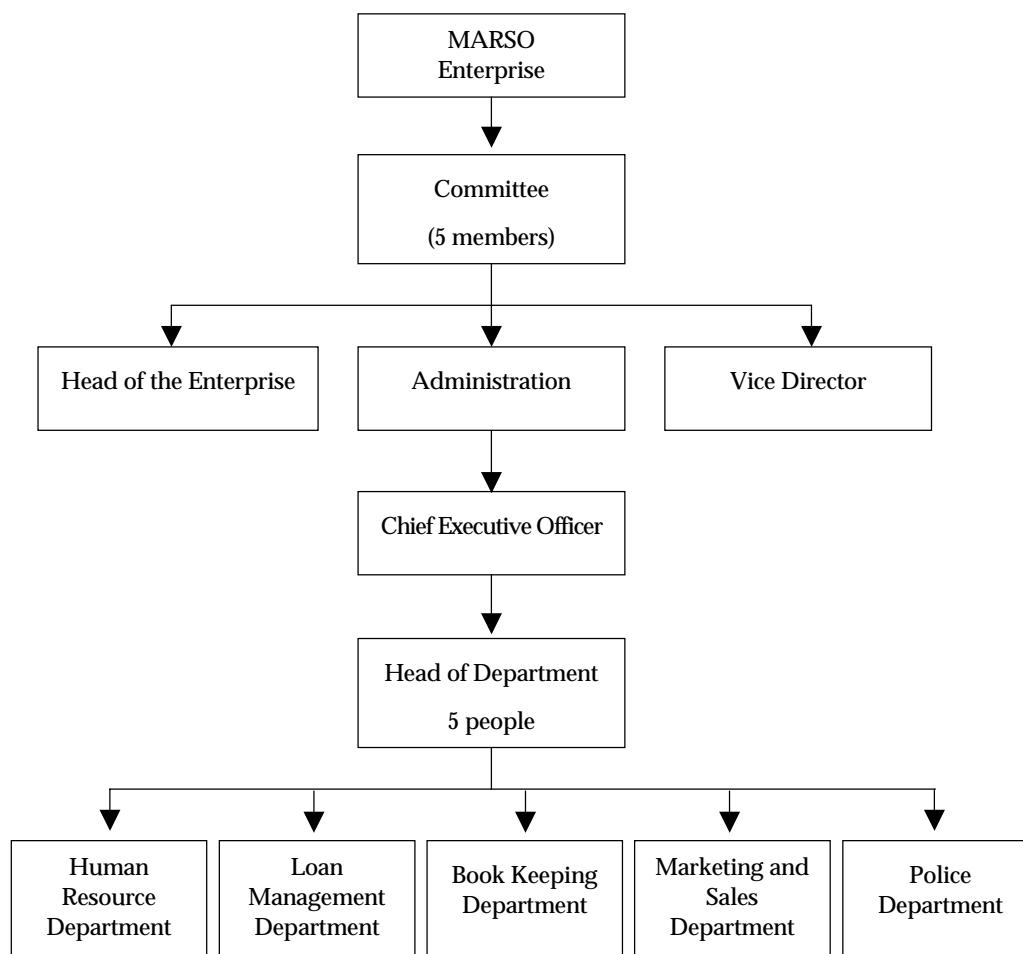 MARSO
Enterprise
Committee
(5 members)
Head of the Enterprise
Administration
Vice Director
Chief Executive Officer
Head of Department
5 people
Human
Resource
Department
Loan
Management
Department
Book Keeping
Department
Marketing and
Sales
Department
Police
Department